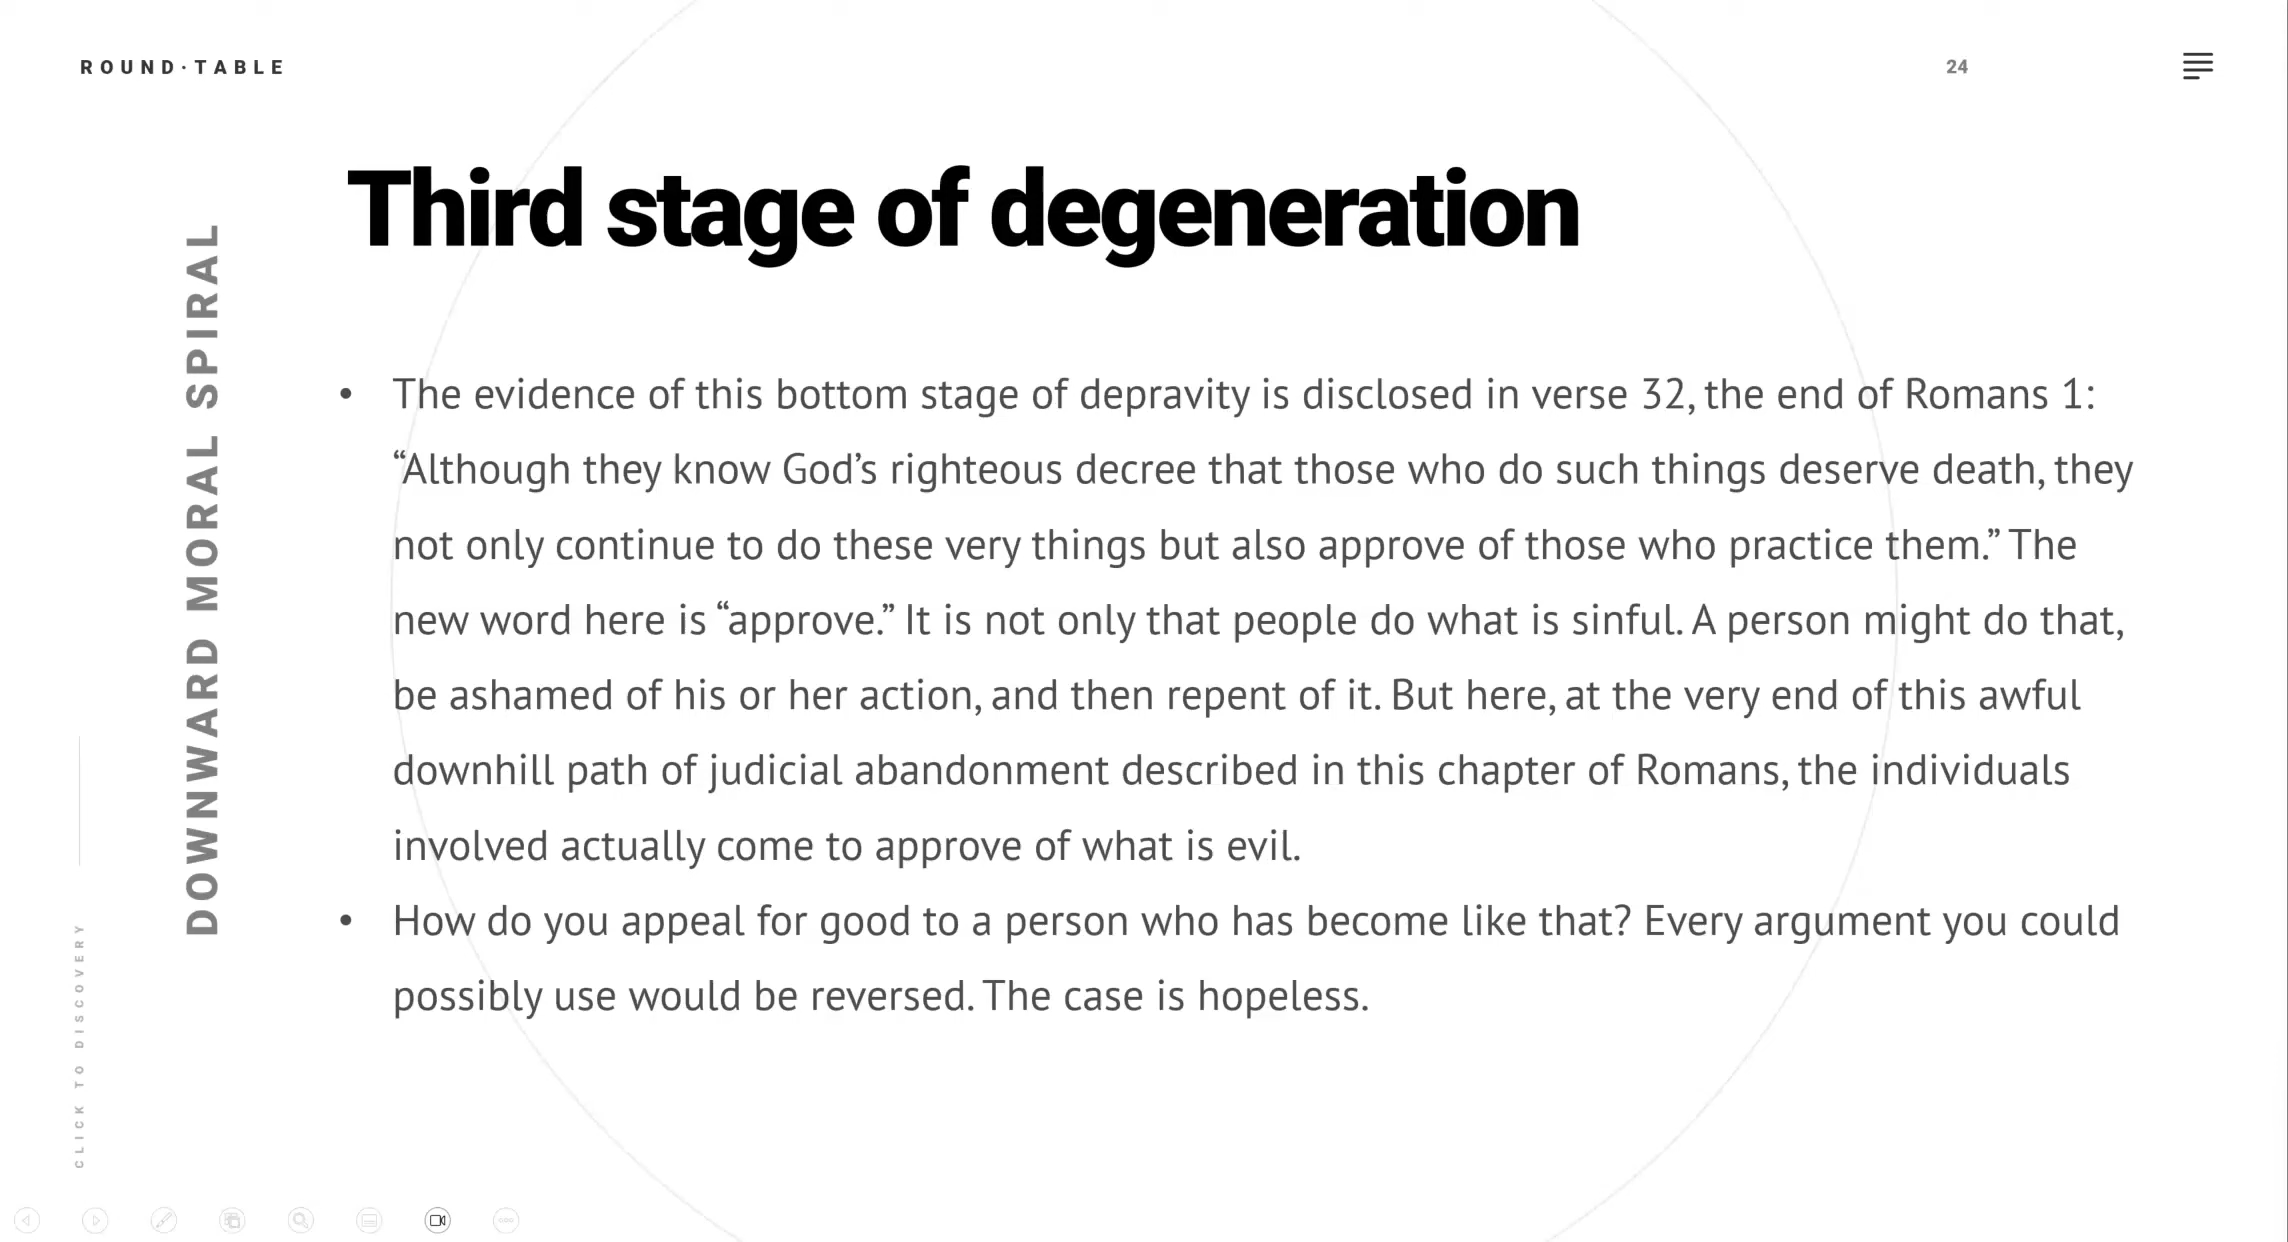 ROUND·TABLE
24
Third stage of degeneration
DOWNWARD MORAL SPIRAL
• The evidence of this bottom stage of depravity is disclosed in verse 32, the end of Romans 1:
“Although they know God’s righteous decree that those who do such things deserve death, they
not only continue to do these very things but also approve of those who practice them.” The
new word here is “approve.” It is not only that people do what is sinful. A person might do that,
be ashamed of his or her action, and then repent of it. But here, at the very end of this awful
downhill path of judicial abandonment described in this chapter of Romans, the individuals
involved actually come to approve of what is evil.
• How do you appeal for good to a person who has become like that? Every argument you could
possibly use would be reversed. The case is hopeless.
CLICK TO DISCOVERY